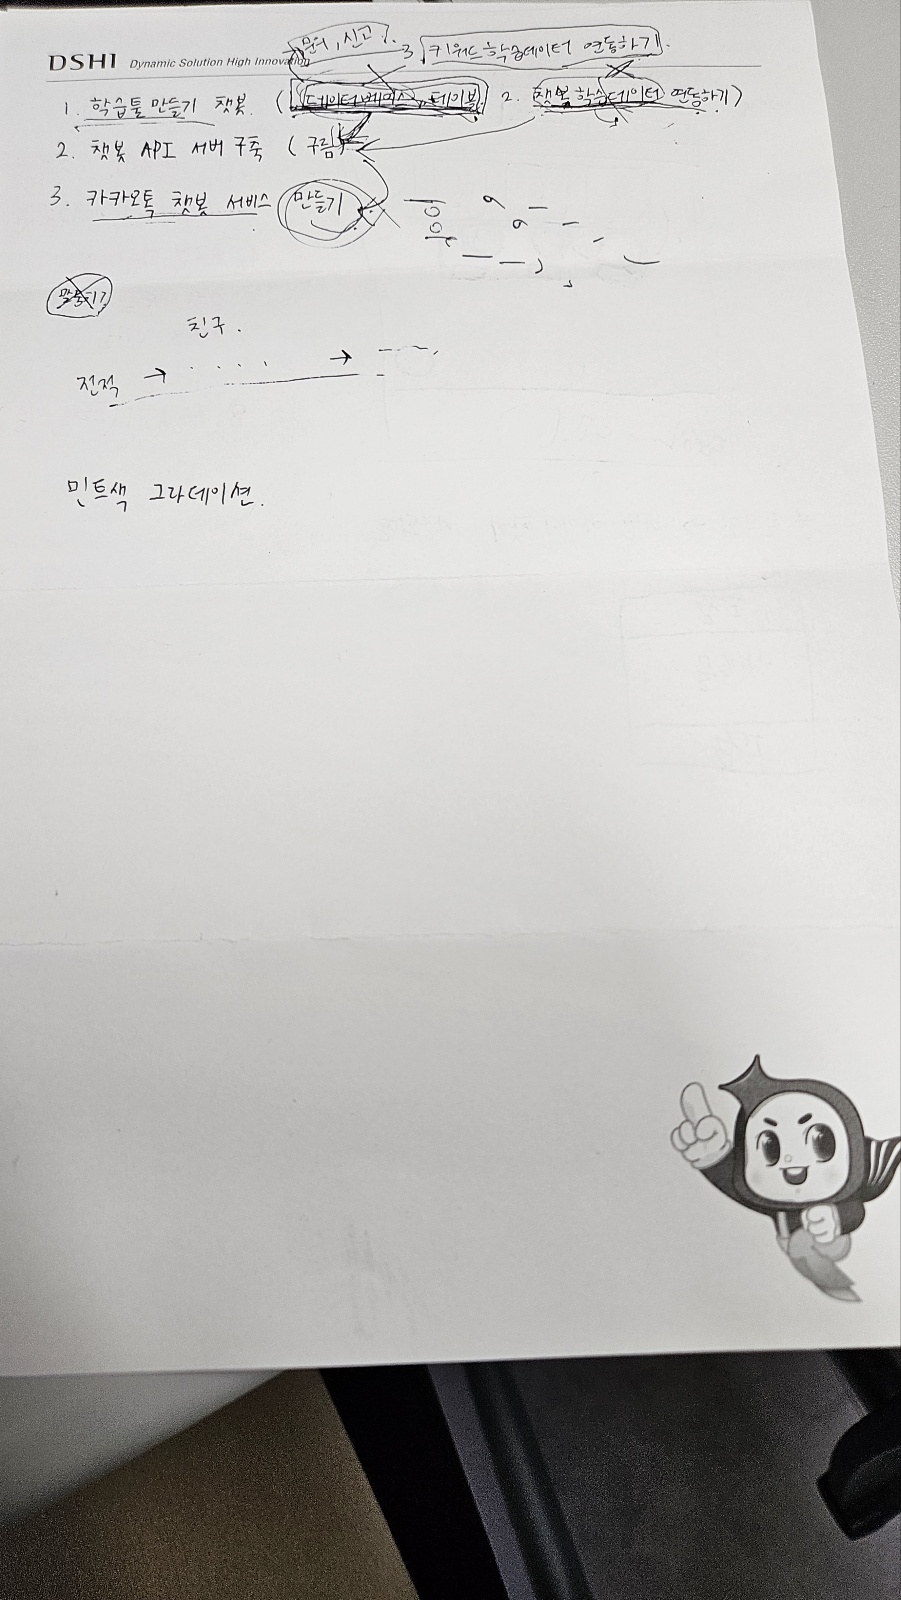 문의, 신고 %. 3 키워드 학습데이터 연동하기.
DSHI Dynamic Solution High Innovation
1. 학습툴 만들기 챗봇. ( 데이터베이스, 테이블 2. 챗봇 학습데이터 연동하기)
2. 챗봇 API 서버 구축 (구름)
3. 카카오톡 챗봇 서비스 만들기
만들기?
친구.
전적 → .... →
민트색 그라데이션.